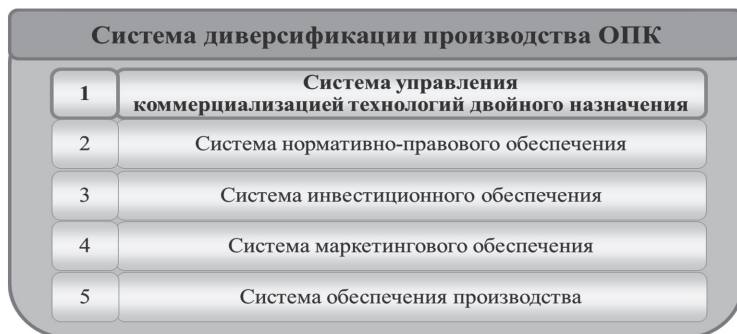 Система диверсификации производства ОПК
1
Система управления
коммерциализацией технологий двойного назначения
2
Система нормативно-правового обеспечения
3
Система инвестиционного обеспечения
4
Система маркетингового обеспечения
5
Система обеспечения производства